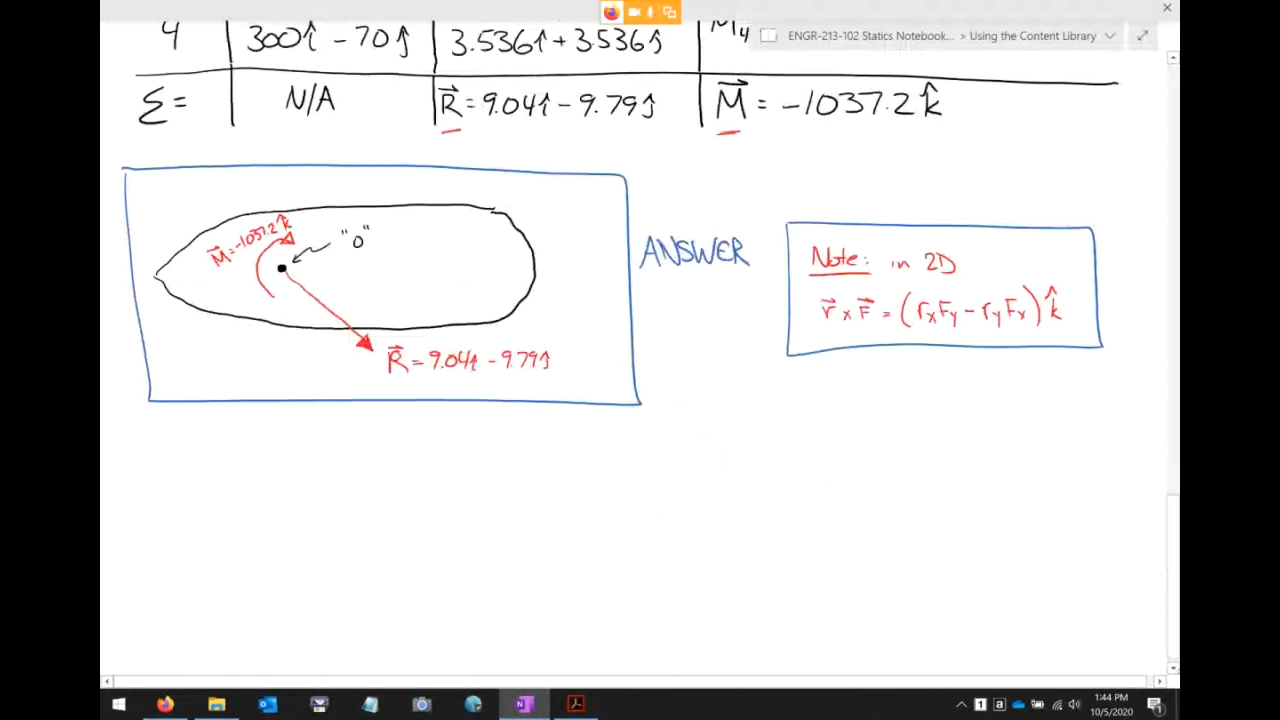 ENGR-213-102 Statics Notebook... > Using the Content Library
4 300î - 70ĵ 3.536î + 3.536ĵ M₄
Σ = N/A R⃗ = 9.04î - 9.79ĵ M⃗ = -1037.2 k̂
M⃗ = -1037.2 k̂
"O"
R⃗ = 9.04î - 9.79ĵ
ANSWER
Note: in 2D
r⃗ x F⃗ = (rxFy - ryFx) k̂
1:44 PM
10/5/2020